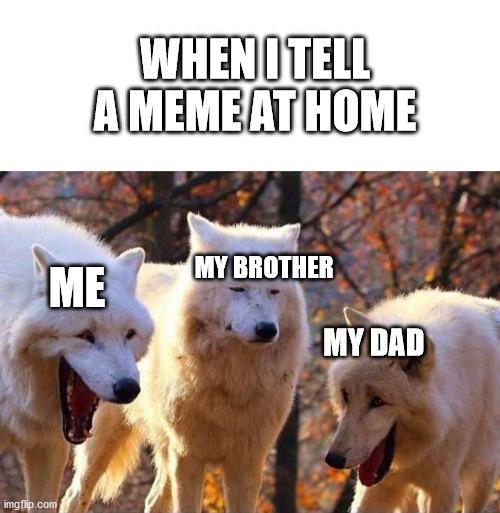 WHEN I TELL
A MEME AT HOME
MY BROTHER
ME
MY DAD
imgflip.com